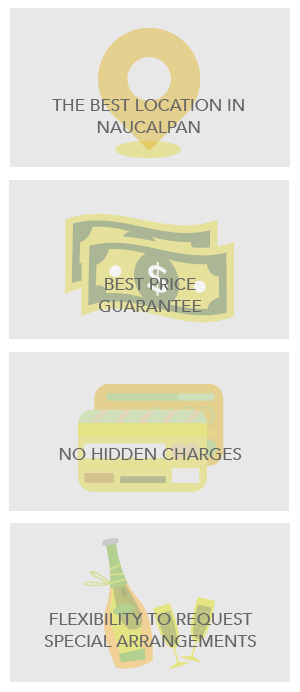 THE BEST LOCATION IN
NAUCALPAN
$
BEST PRICE
GUARANTEE
NO HIDDEN CHARGES
FLEXIBILITY TO REQUEST
SPECIAL ARRANGEMENTS